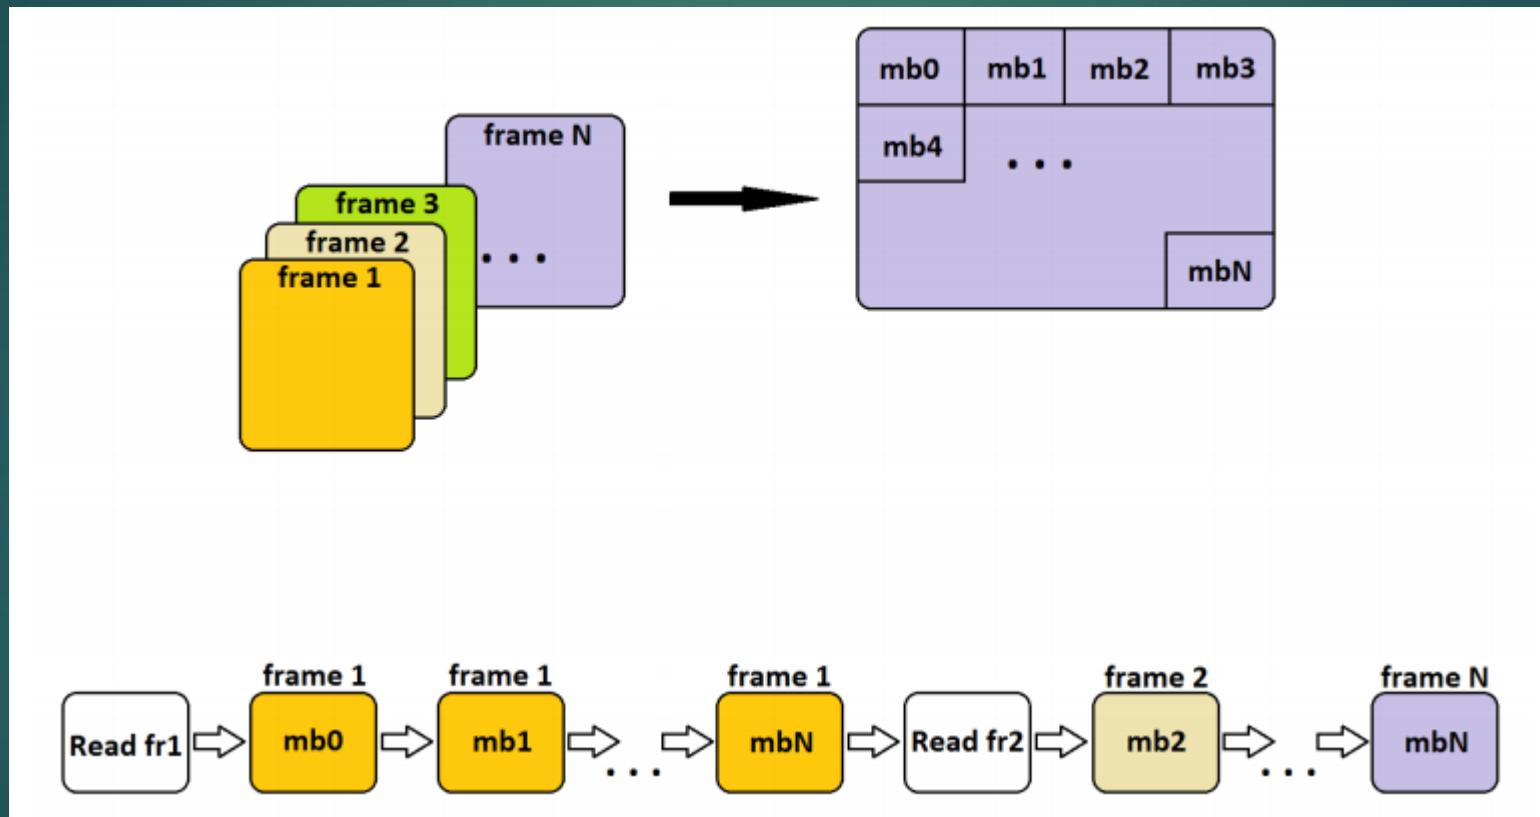 frame N
frame 3
frame 2
frame 1
. . .
mb0 mb1 mb2 mb3
mb4 . . .
mbN
frame 1 frame 1 frame 1 frame 2 frame N
Read fr1 mb0 mb1 . . . mbN Read fr2 mb2 . . . mbN